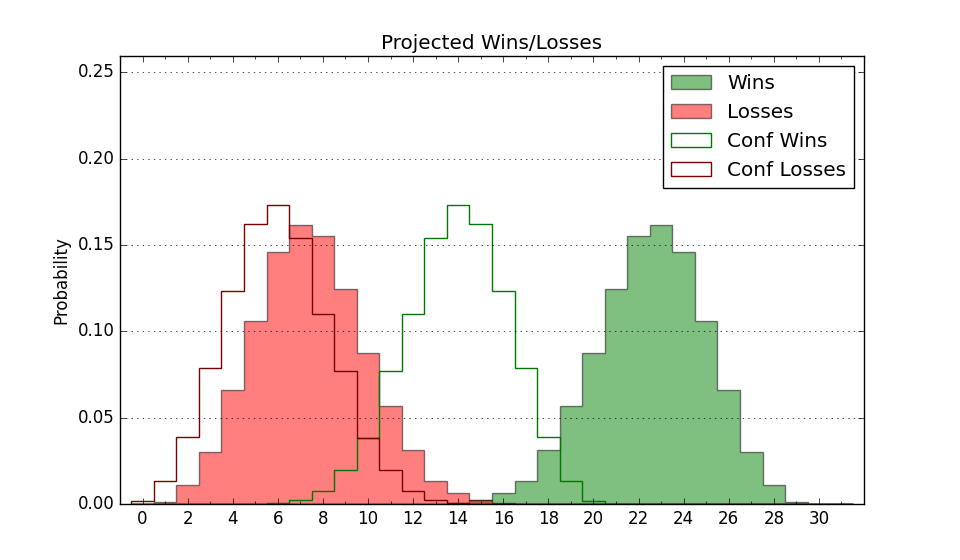 Projected Wins/Losses
0.25
0.20
0.15
0.10
0.05
0.00
Probability
Wins
Losses
Conf Wins
Conf Losses
0 2 4 6 8 10 12 14 16 18 20 22 24 26 28 30